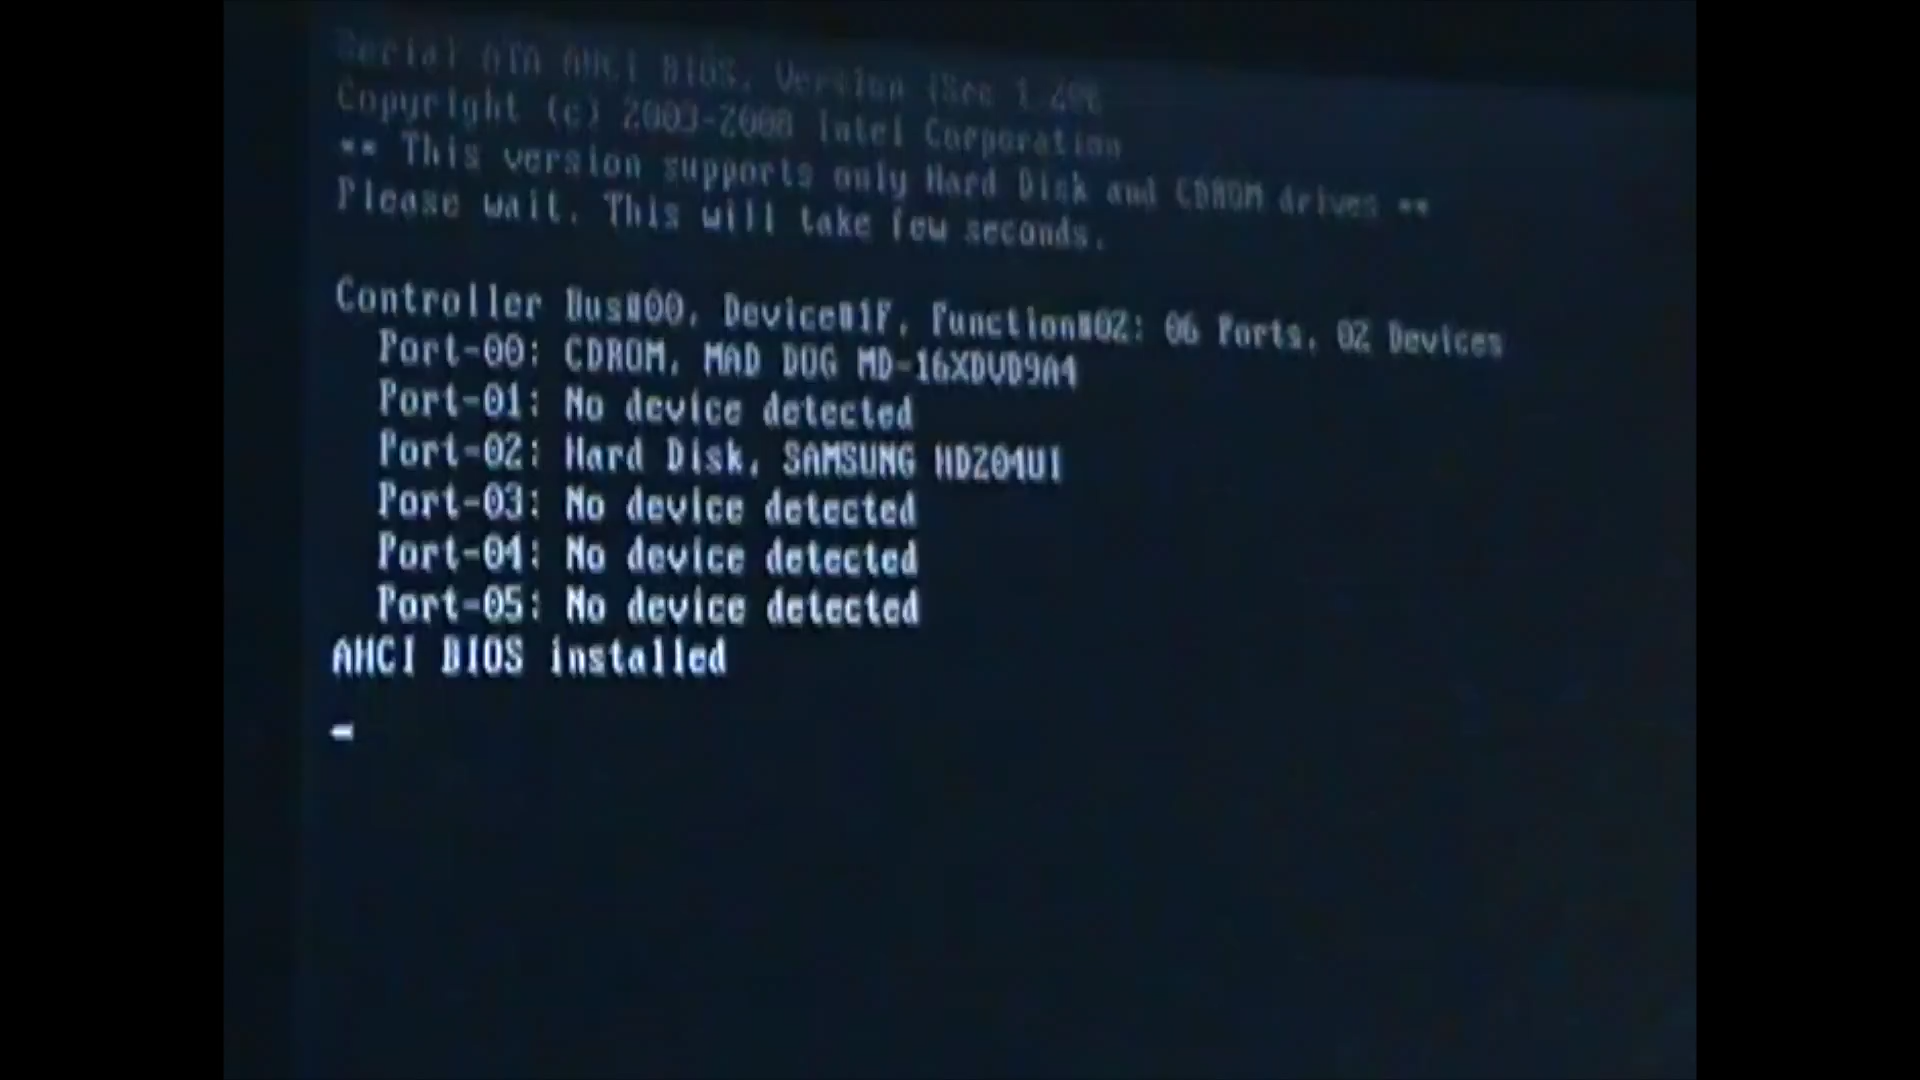 Serial ATA AHCI BIOS, Version iSrc 1.20E
Copyright (c) 2003-2008 Intel Corporation
** This version supports only Hard Disk and CDROM drives **
Please wait. This will take few seconds.
Controller Bus#00, Device#1F, Function#02: 06 Ports, 02 Devices
Port-00: CDROM, MAD DOG MD-16XDVD9A4
Port-01: No device detected
Port-02: Hard Disk, SAMSUNG HD204UI
Port-03: No device detected
Port-04: No device detected
Port-05: No device detected
AHCI BIOS installed